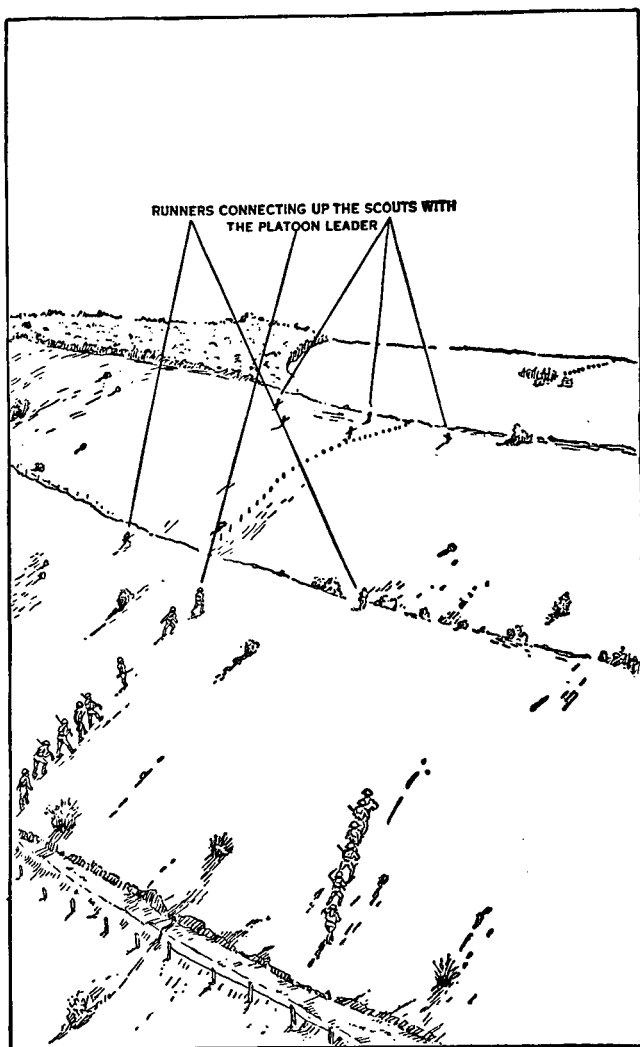 RUNNERS CONNECTING UP THE SCOUTS WITH
THE PLATOON LEADER